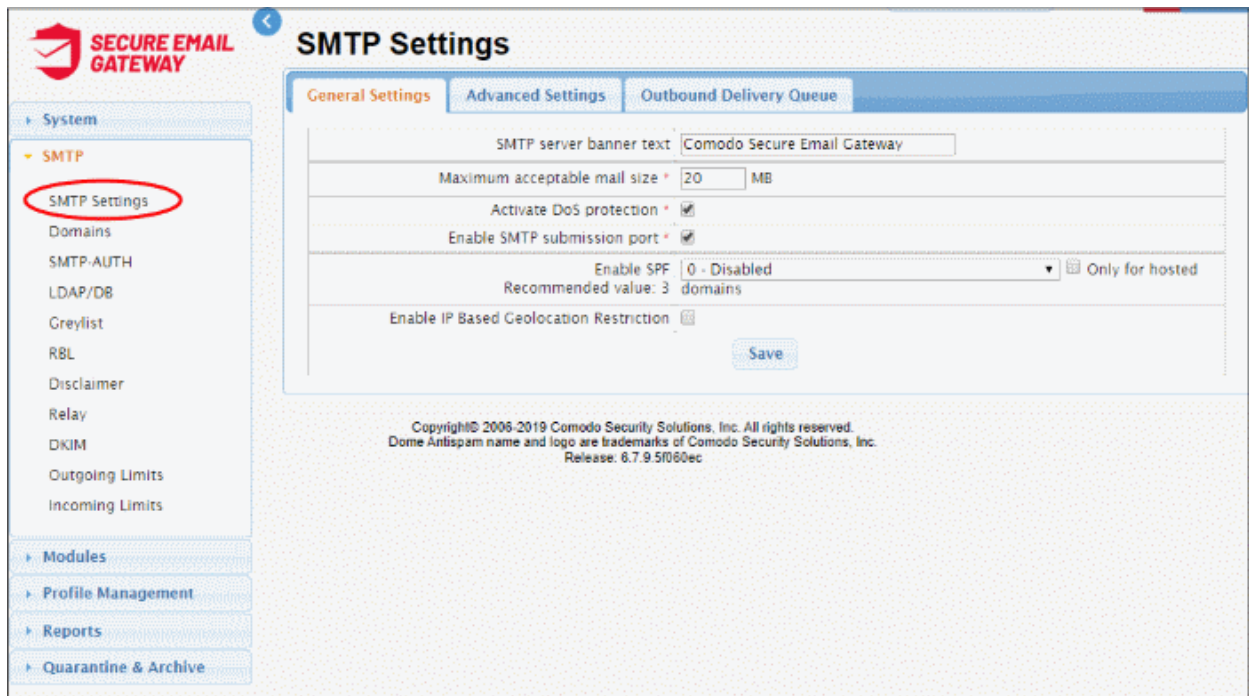 SECURE EMAIL
GATEWAY
System
SMTP
SMTP Settings
Domains
SMTP-AUTH
LDAP/DB
Greylist
RBL
Disclaimer
Relay
DKIM
Outgoing Limits
Incoming Limits
Modules
Profile Management
Reports
Quarantine & Archive
SMTP Settings
General Settings Advanced Settings Outbound Delivery Queue
SMTP server banner text Comodo Secure Email Gateway
Maximum acceptable mail size * 20 MB
Activate DoS protection *
Enable SMTP submission port *
Enable SPF 0 - Disabled Only for hosted
Recommended value: 3 domains
Enable IP Based Geolocation Restriction
Save
Copyright© 2006-2019 Comodo Security Solutions, Inc. All rights reserved.
Dome Antispam name and logo are trademarks of Comodo Security Solutions, Inc.
Release: 6.7.9.5f060ec